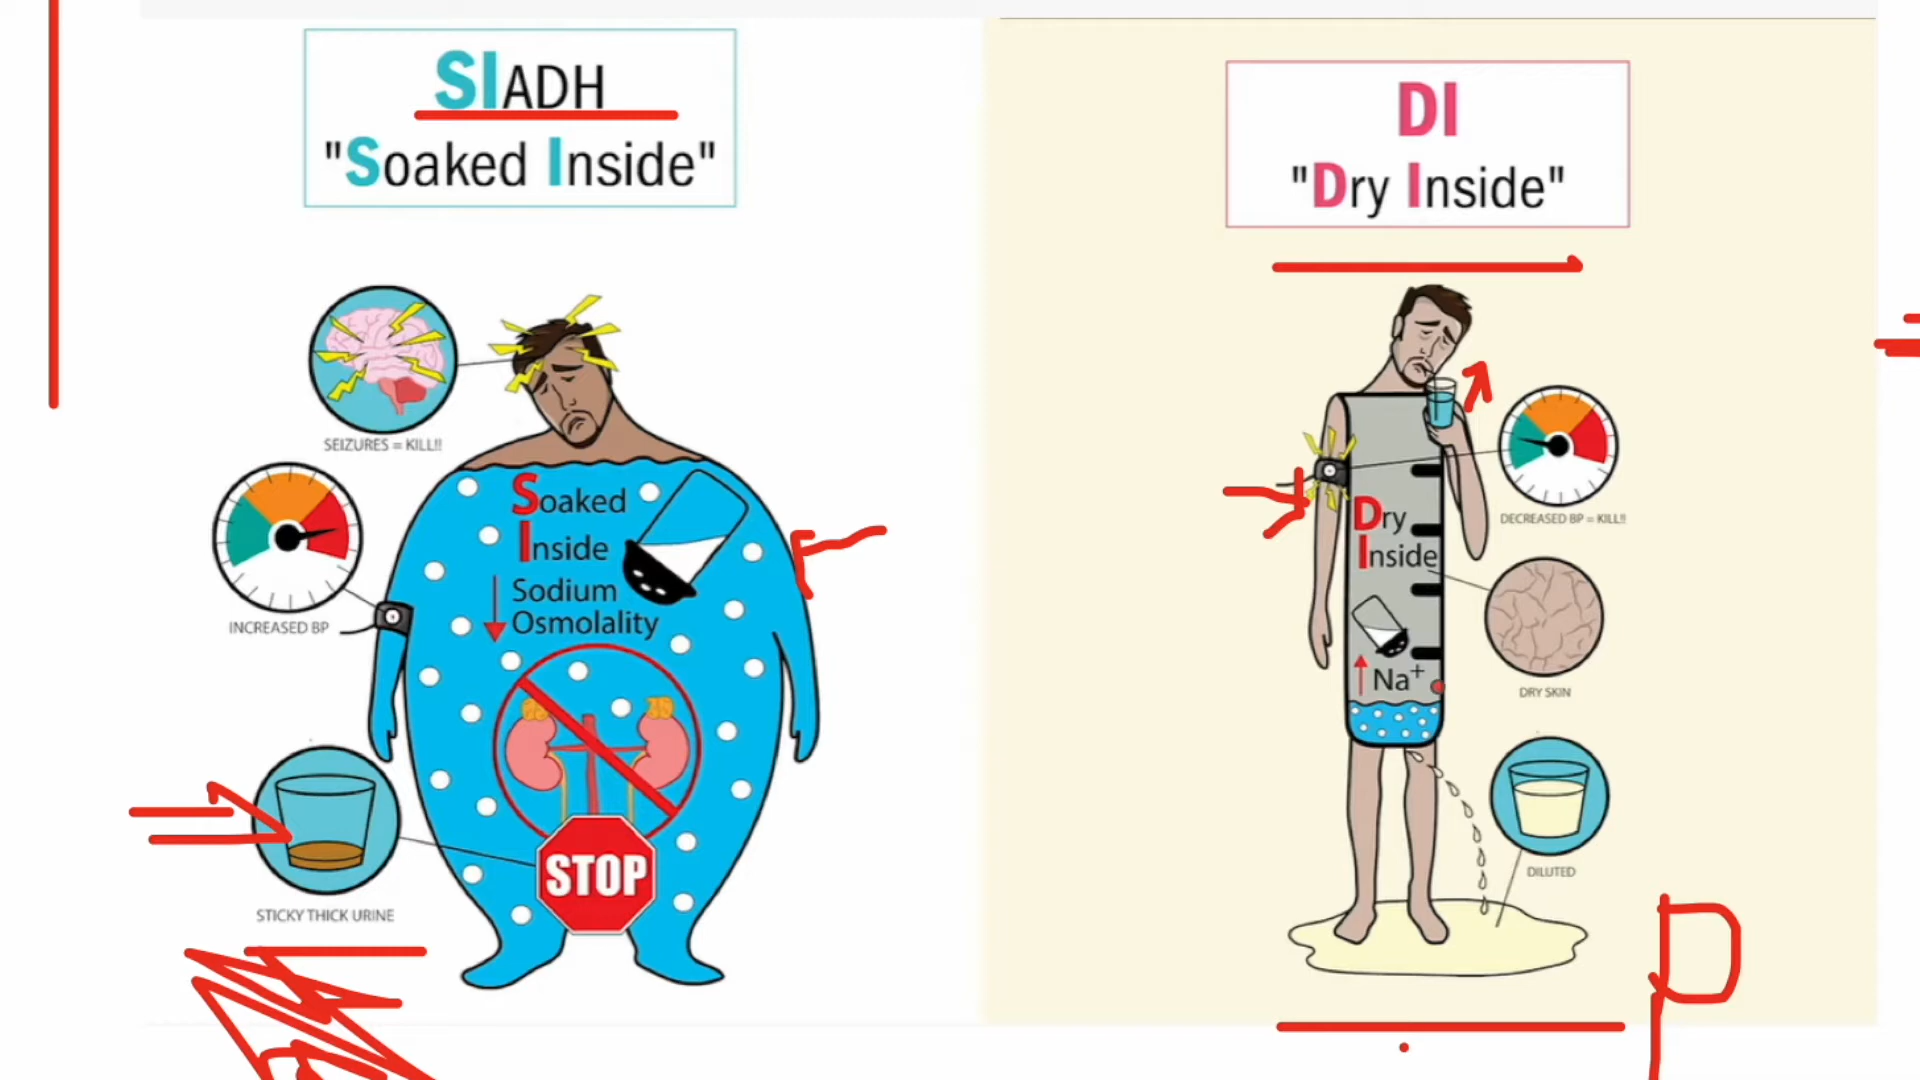 SIADH
"Soaked Inside"
SEIZURES = KILL!!
INCREASED BP
Soaked
Inside
Sodium
Osmolality
STOP
STICKY THICK URINE
DI
"Dry Inside"
DECREASED BP = KILL!!
Dry
Inside
DRY SKIN
Na+
DILUTED
P